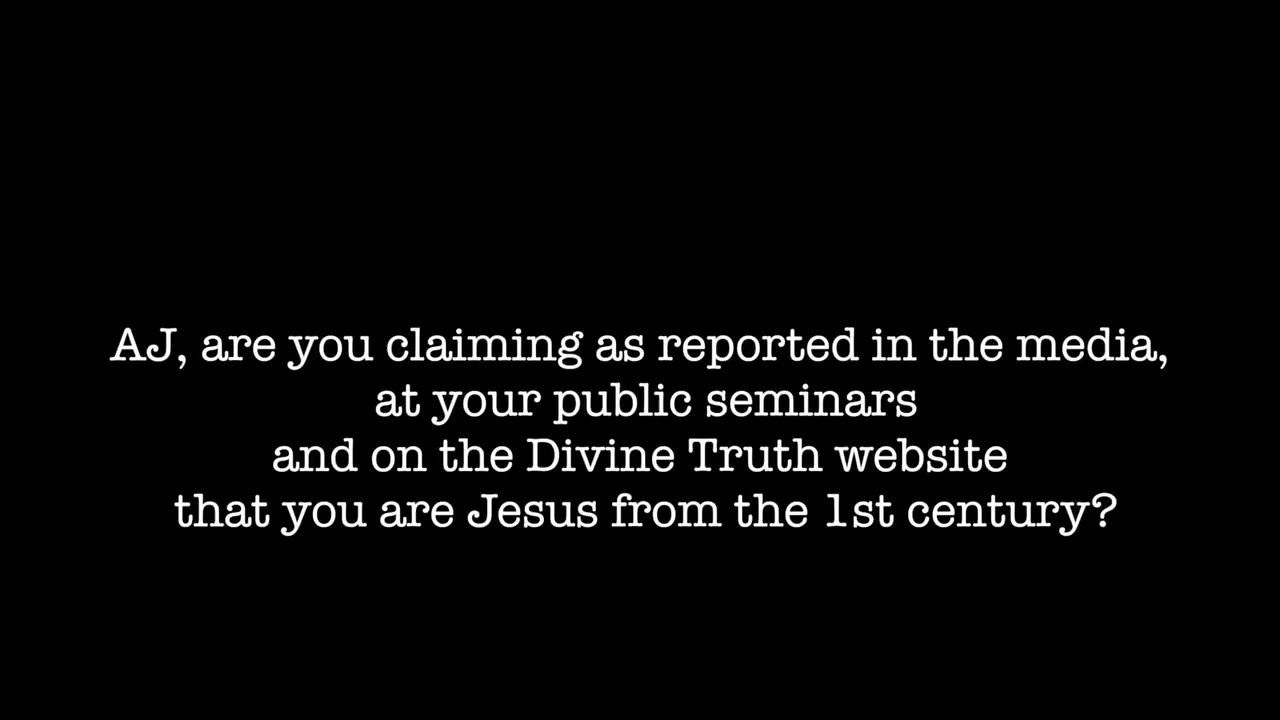 AJ, are you claiming as reported in the media,
at your public seminars
and on the Divine Truth website
that you are Jesus from the 1st century?